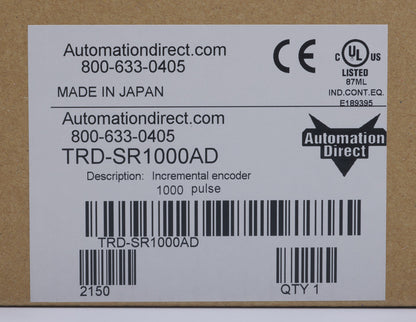 Automationdirect.com
800-633-0405
MADE IN JAPAN
CE
C UL US
LISTED
87ML
IND.CONT.EQ.
E189395
Automationdirect.com
800-633-0405
TRD-SR1000AD
Description: Incremental encoder
1000 pulse
Automation
Direct
TRD-SR1000AD
2150
QTY 1